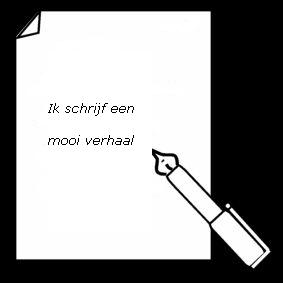 Ik schrijf een
mooi verhaal